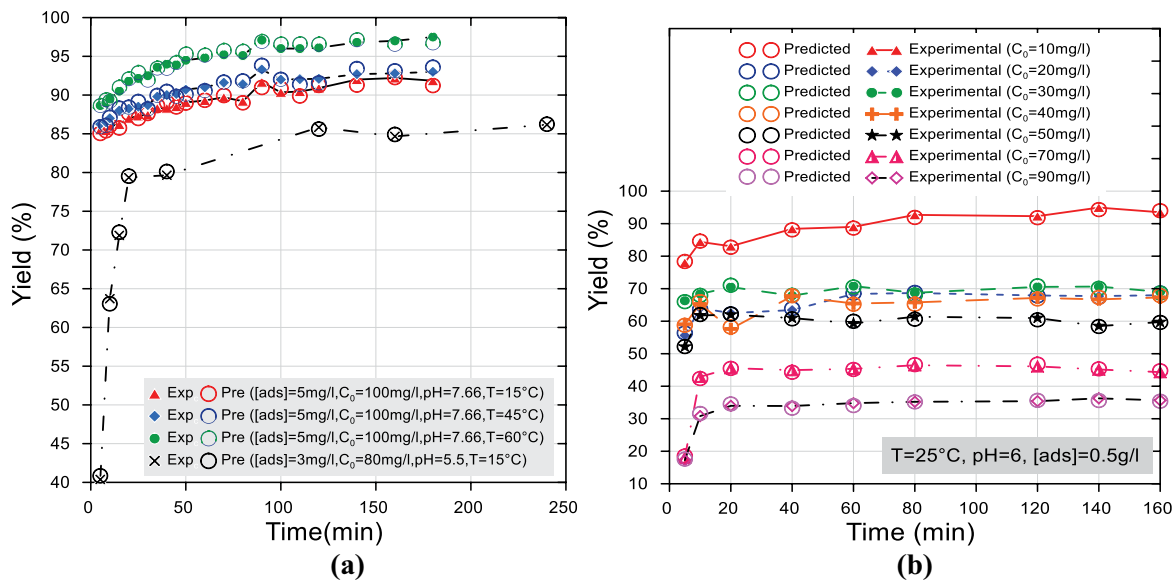 100
95
90
85
80
75
70
65
60
55
50
45
40
Yield (%)
Exp Pre ([ads]=5mg/l,C₀=100mg/l,pH=7.66,T=15°C)
Exp Pre ([ads]=5mg/l,C₀=100mg/l,pH=7.66,T=45°C)
Exp Pre ([ads]=5mg/l,C₀=100mg/l,pH=7.66,T=60°C)
Exp Pre ([ads]=3mg/l,C₀=80mg/l,pH=5.5,T=15°C)
0 50 100 150 200 250
Time(min)
(a)
Predicted Experimental (C₀=10mg/l)
Predicted Experimental (C₀=20mg/l)
Predicted Experimental (C₀=30mg/l)
Predicted Experimental (C₀=40mg/l)
Predicted Experimental (C₀=50mg/l)
Predicted Experimental (C₀=70mg/l)
Predicted Experimental (C₀=90mg/l)
100
90
80
70
60
50
40
30
20
10
Yield (%)
T=25°C, pH=6, [ads]=0.5g/l
0 20 40 60 80 100 120 140 160
Time (min)
(b)